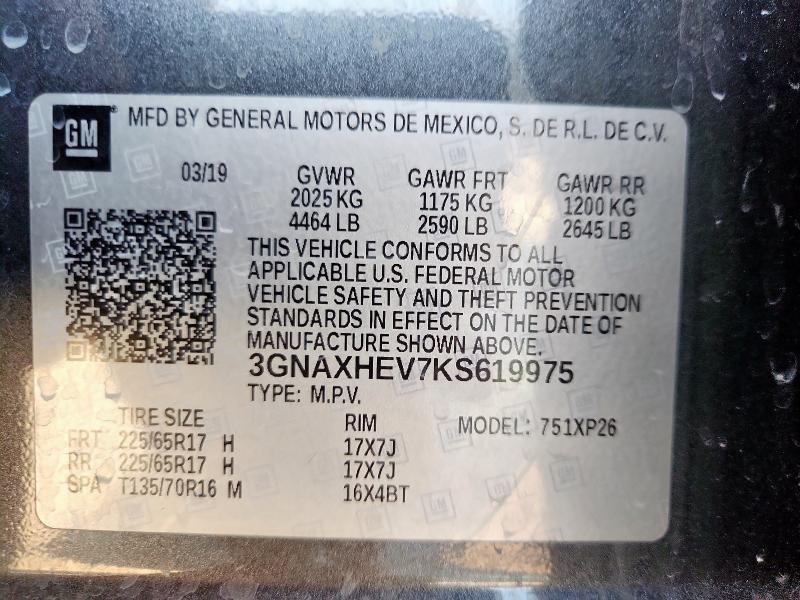 GM
MFD BY GENERAL MOTORS DE MEXICO, S. DE R.L. DE C.V.
03/19 GVWR GAWR FRT GAWR RR
2025 KG 1175 KG 1200 KG
4464 LB 2590 LB 2645 LB
THIS VEHICLE CONFORMS TO ALL
APPLICABLE U.S. FEDERAL MOTOR
VEHICLE SAFETY AND THEFT PREVENTION
STANDARDS IN EFFECT ON THE DATE OF
MANUFACTURE SHOWN ABOVE.
3GNAXHEV7KS619975
TYPE: M.P.V.
TIRE SIZE RIM MODEL: 751XP26
FRT 225/65R17 H 17X7J
RR 225/65R17 H 17X7J
SPA T135/70R16 M 16X4BT